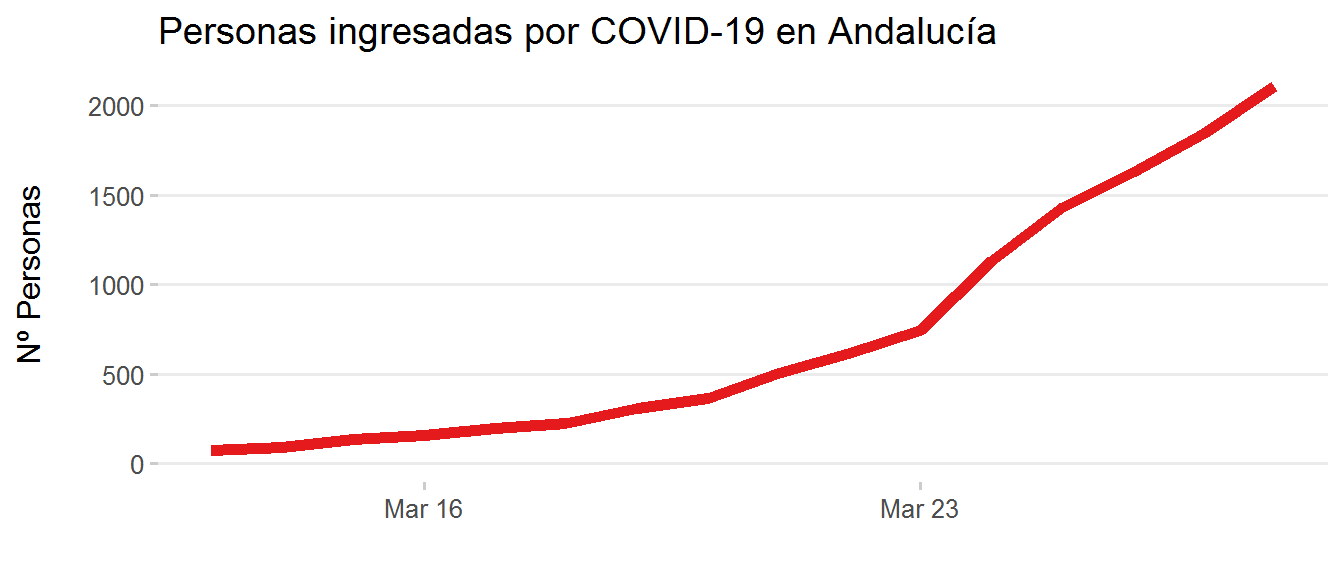 Personas ingresadas por COVID-19 en Andalucía
Nº Personas
2000
1500
1000
500
0
Mar 16
Mar 23